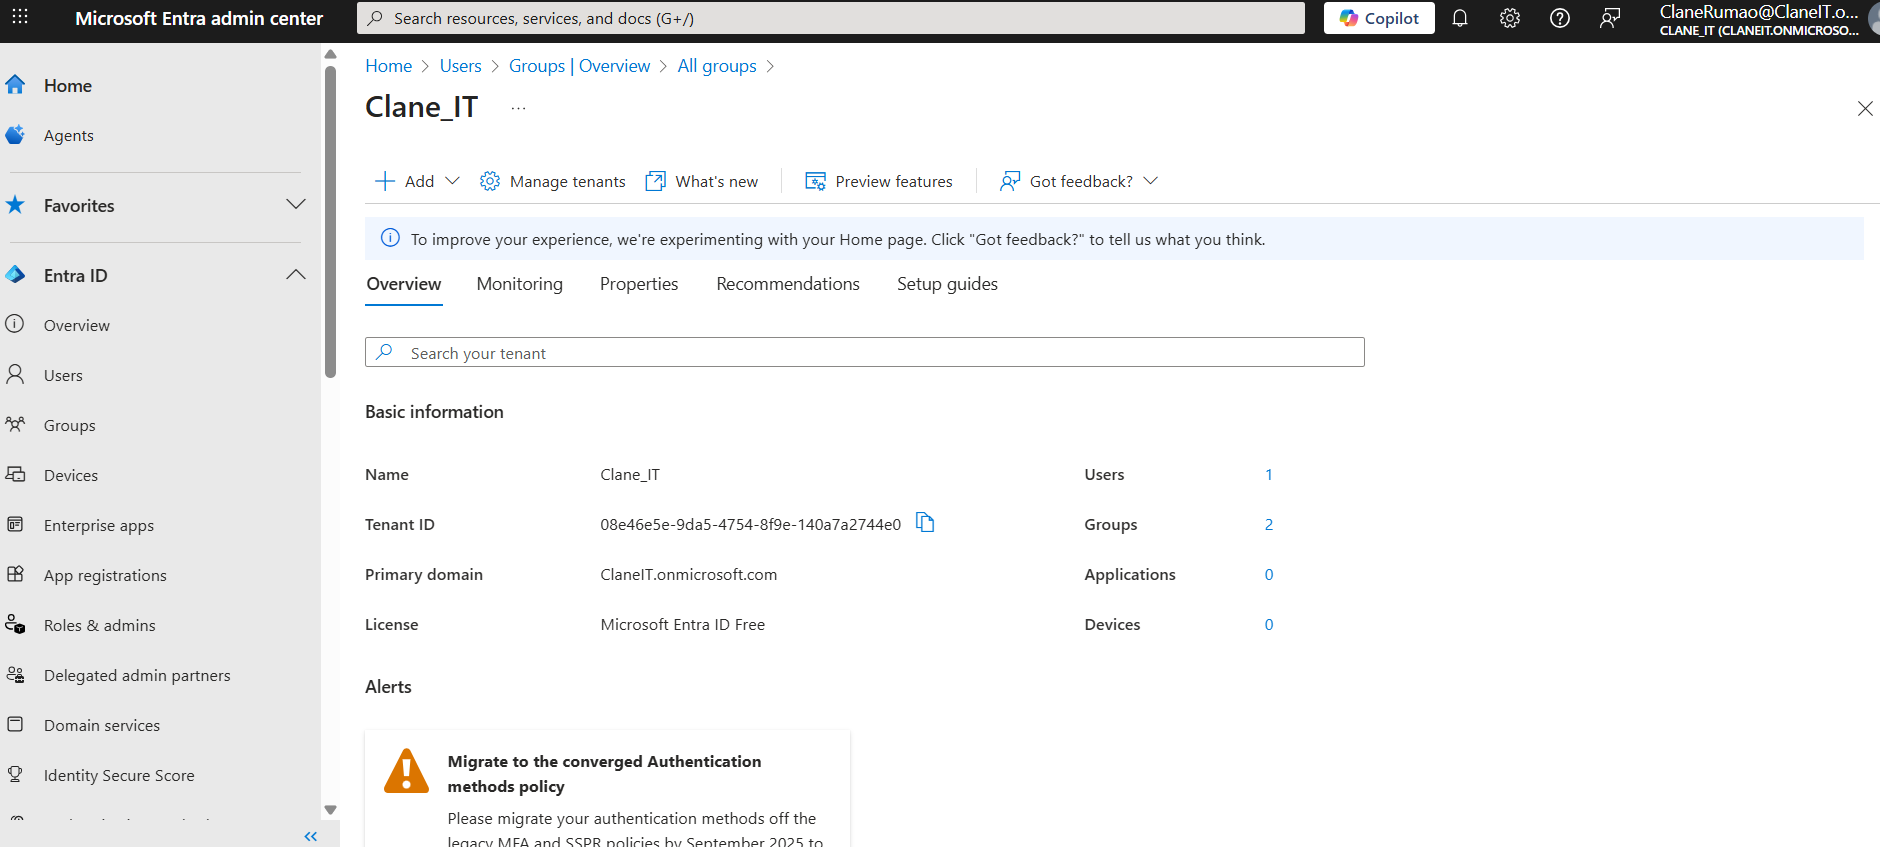 Microsoft Entra admin center
Search resources, services, and docs (G+/)
Copilot
ClaneRumao@ClaneIT.o...
CLANE_IT (CLANEIT.ONMICROSO...
Home
Agents
Favorites
Entra ID
Overview
Users
Groups
Devices
Enterprise apps
App registrations
Roles & admins
Delegated admin partners
Domain services
Identity Secure Score
Home > Users > Groups | Overview > All groups >
Clane_IT ...
Add
Manage tenants
What's new
Preview features
Got feedback?
To improve your experience, we're experimenting with your Home page. Click "Got feedback?" to tell us what you think.
Overview Monitoring Properties Recommendations Setup guides
Search your tenant
Basic information
Name Clane_IT Users 1
Tenant ID 08e46e5e-9da5-4754-8f9e-140a7a2744e0 Groups 2
Primary domain ClaneIT.onmicrosoft.com Applications 0
License Microsoft Entra ID Free Devices 0
Alerts
Migrate to the converged Authentication
methods policy
Please migrate your authentication methods off the
legacy MFA and SSPR policies by September 2025 to